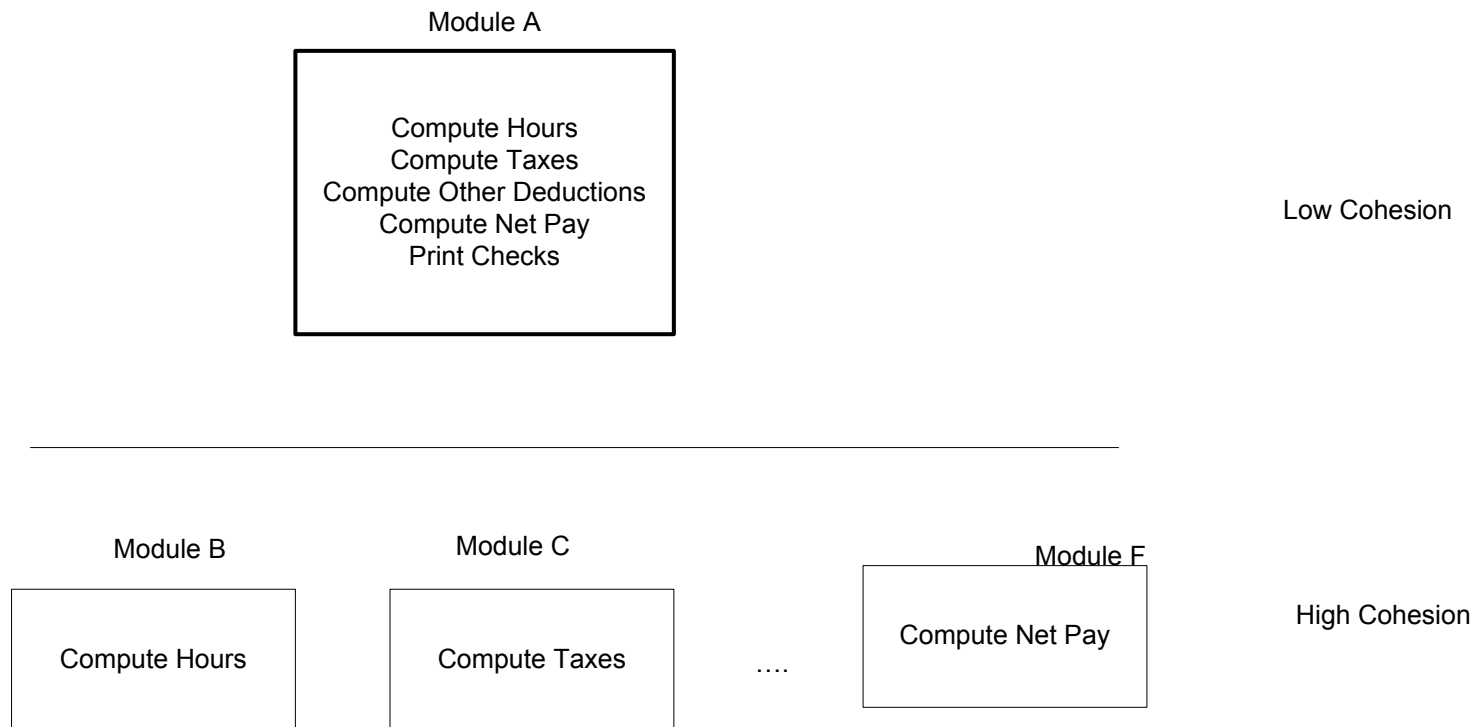 Module A
Compute Hours
Compute Taxes
Compute Other Deductions
Compute Net Pay
Print Checks
Low Cohesion
Module B
Module C
Module F
Compute Hours
Compute Taxes
….
Compute Net Pay
High Cohesion